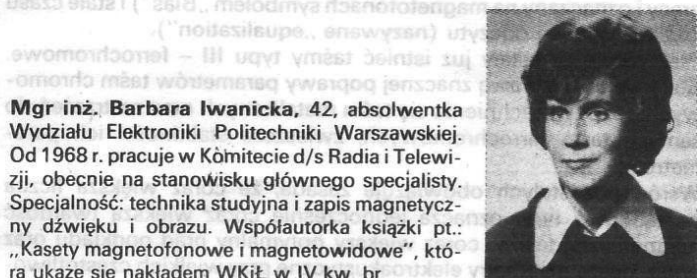 Mgr inż. Barbara Iwanicka, 42, absolwentka
Wydziału Elektroniki Politechniki Warszawskiej.
Od 1968 r. pracuje w Komitecie d/s Radia i Telewi-
zji, obecnie na stanowisku głównego specjalisty.
Specjalność: technika studyjna i zapis magnetycz-
ny dźwięku i obrazu. Współautorka książki pt.:
„Kasety magnetofonowe i magnetowidowe”, któ-
ra ukaże się nakładem WKiŁ w IV kw. br.